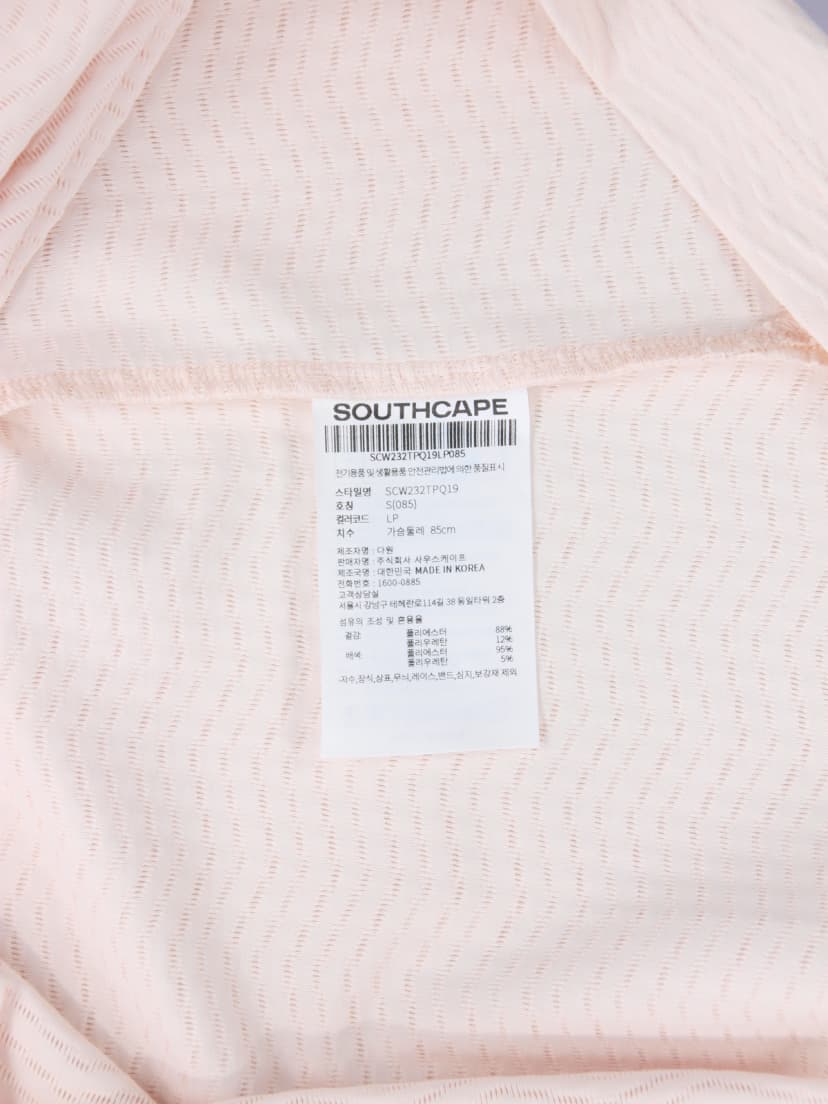 SOUTHCAPE
SCW232TPQ19LP085
전기용품 및 생활용품 안전관리법에 의한 품질표시
스타일명 SCW232TPQ19
호칭 S(085)
컬러코드 LP
치수 가슴둘레 85cm
제조자명 : 다원
판매자명 : 주식회사 사우스케이프
제조국명 : 대한민국 MADE IN KOREA
전화번호 : 1600-0885
고객상담실
서울시 강남구 테헤란로114길 38 동일타워 2층
섬유의 조성 및 혼용율
겉감: 폴리에스터 88%
폴리우레탄 12%
배색: 폴리에스터 95%
폴리우레탄 5%
-자수,장식,상표,무늬,레이스,밴드,심지,보강재 제외